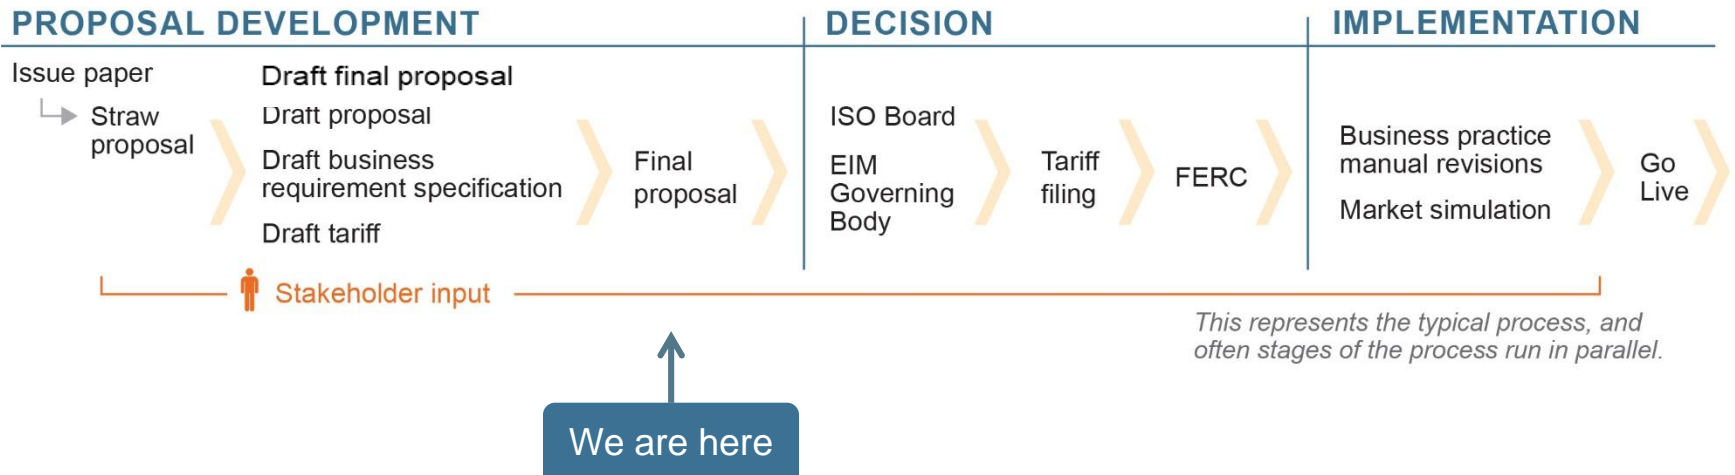 PROPOSAL DEVELOPMENT
Issue paper
Straw
proposal
Draft final proposal
Draft proposal
Draft business
requirement specification
Draft tariff
Final
proposal
DECISION
ISO Board
EIM
Governing
Body
Tariff
filing
FERC
IMPLEMENTATION
Business practice
manual revisions
Market simulation
Go
Live
Stakeholder input
This represents the typical process, and
often stages of the process run in parallel.
We are here